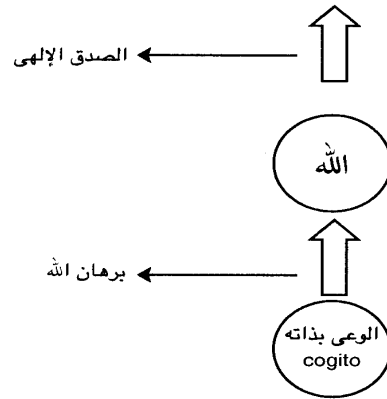 الصدق الإلهى
الله
برهان الله
الوعى بذاته
cogito